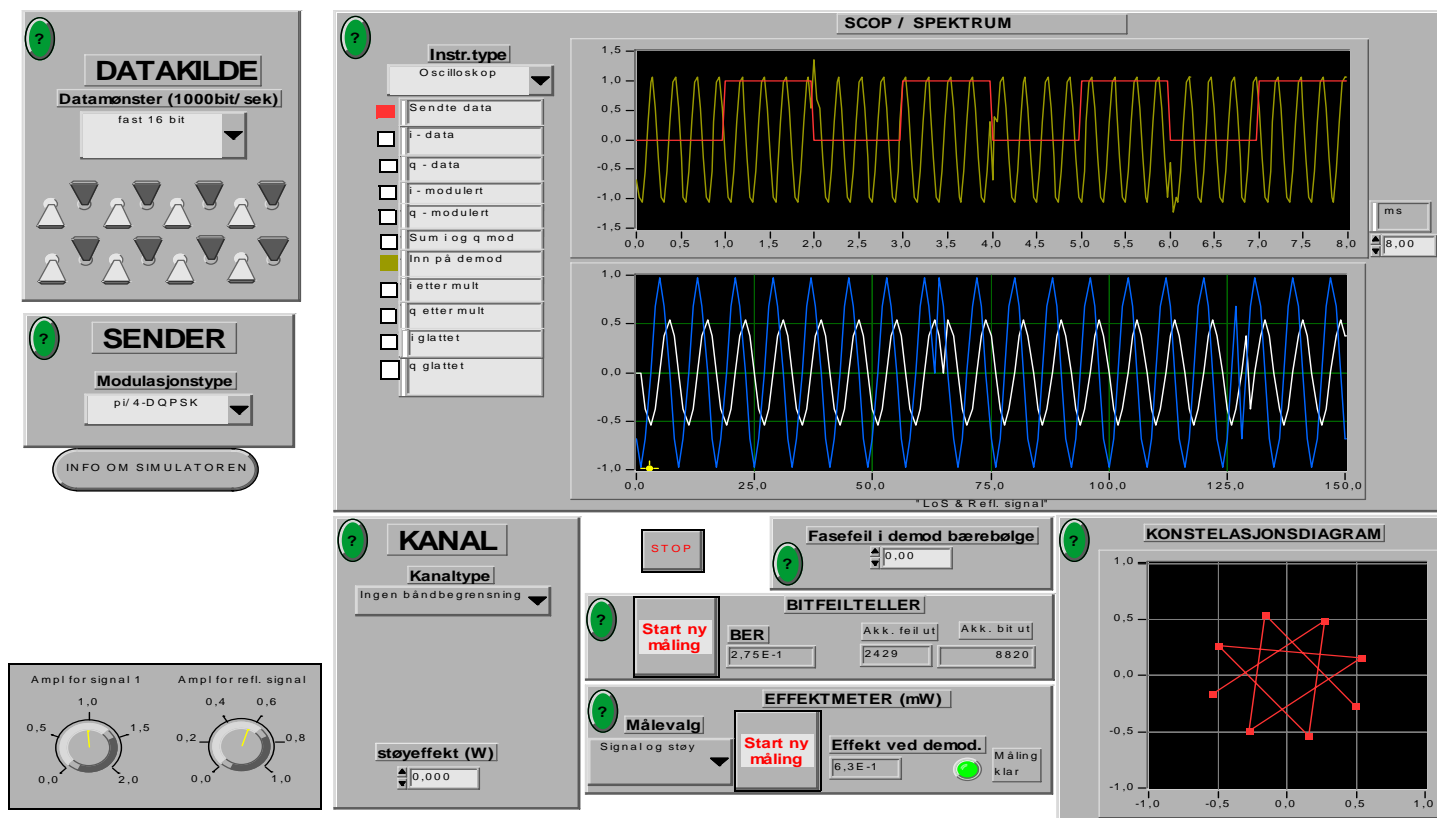 ?
DATAKILDE
Datamønster (1000bit/ sek)
fast 16 bit
?
SENDER
Modulasjonstype
pi/ 4-DQPSK
INFO OM SIMULATOREN
Ampl for signal 1
0,0
0,5
1,0
1,5
2,0
Ampl for refl. signal
0,0
0,2
0,4
0,6
0,8
1,0
?
SCOP / SPEKTRUM
Instr.type
Oscilloskop
Sendte data
i - data
q - data
i - modulert
q - modulert
Sum i og q mod
Inn på demod
i etter mult
q etter mult
i glattet
q glattet
1,5
1,0
0,5
0,0
-0,5
-1,0
-1,5
0,0 0,5 1,0 1,5 2,0 2,5 3,0 3,5 4,0 4,5 5,0 5,5 6,0 6,5 7,0 7,5 8,0
ms
8,00
1,0
0,5
0,0
-0,5
-1,0
0,0 25,0 50,0 75,0 100,0 125,0 150,0
"LoS & Refl. signal"
?
KANAL
Kanaltype
Ingen båndbegrensning
støyeffekt (W)
0,000
STOP
?
Fasefeil i demod bærebølge
0,00
?
Start ny
måling
BITFEILTELLER
BER
2,75E-1
Akk. feil ut
2429
Akk. bit ut
8820
?
EFFEKTMETER (mW)
Målevalg
Signal og støy
Start ny
måling
Effekt ved demod.
6,3E-1
Måling
klar
?
KONSTELASJONSDIAGRAM
1,0
0,5
0,0
-0,5
-1,0
-1,0 -0,5 0,0 0,5 1,0